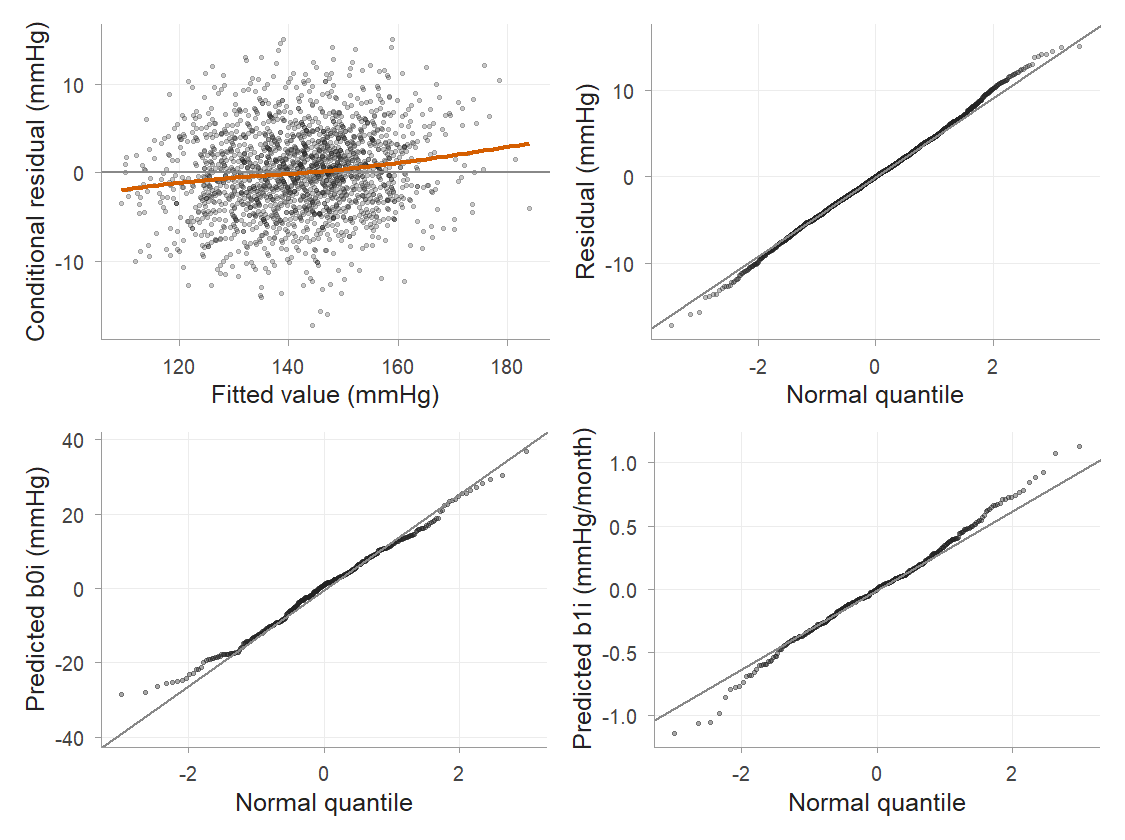 Conditional residual (mmHg)
10
0
-10
120 140 160 180
Fitted value (mmHg)
Residual (mmHg)
10
0
-10
-2 0 2
Normal quantile
Predicted b0i (mmHg)
40
20
0
-20
-40
-2 0 2
Normal quantile
Predicted b1i (mmHg/month)
1.0
0.5
0.0
-0.5
-1.0
-2 0 2
Normal quantile